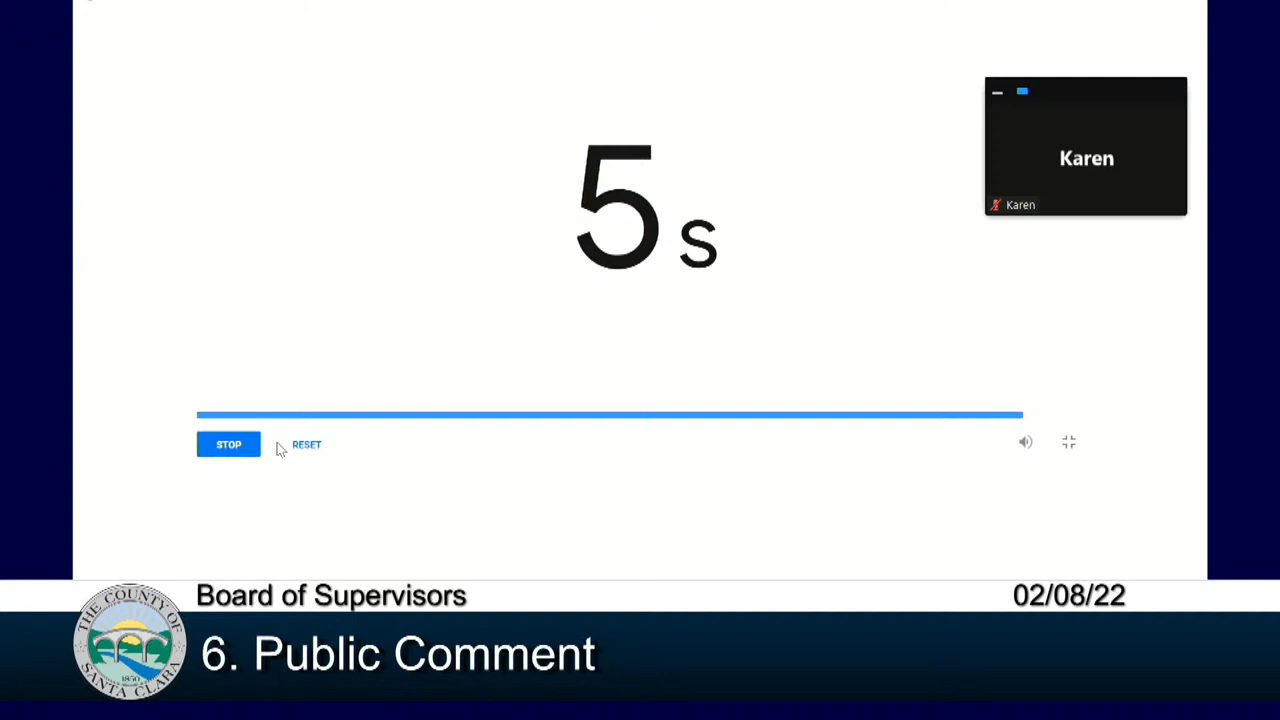 5 s
Karen
Karen
STOP
RESET
Board of Supervisors
02/08/22
6. Public Comment
THE COUNTY OF
SANTA CLARA
1850